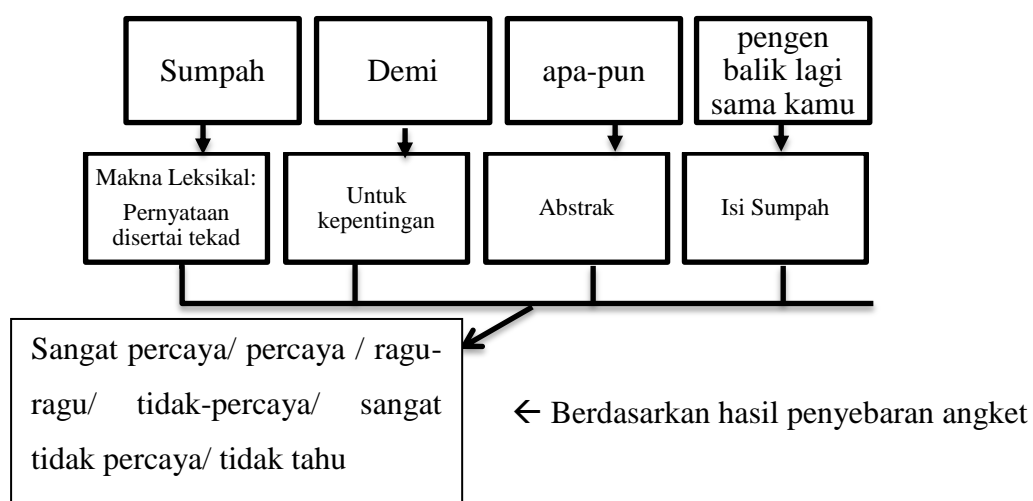 Sumpah
Demi
apa-pun
pengen
balik lagi
sama kamu
Makna Leksikal:
Pernyataan
disertai tekad
Untuk
kepentingan
Abstrak
Isi Sumpah
Sangat percaya/ percaya / ragu-
ragu/ tidak-percaya/ sangat
tidak percaya/ tidak tahu
← Berdasarkan hasil penyebaran angket